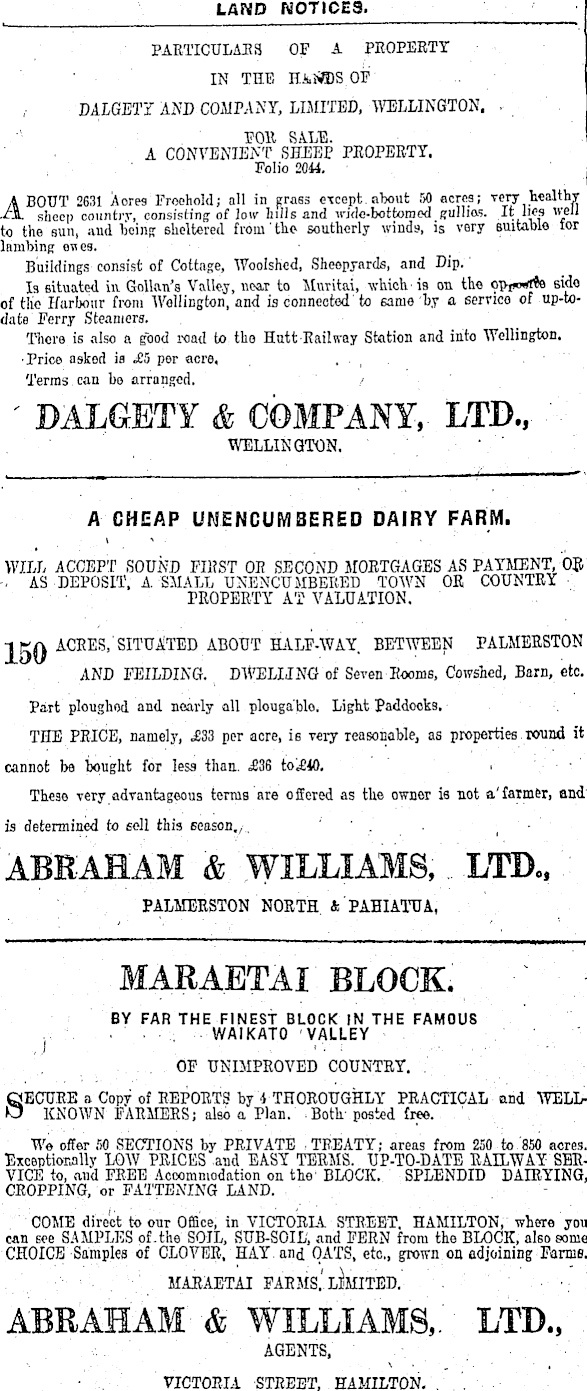 LAND NOTICES.
PARTICULARS OF A PROPERTY
IN THE HANDS OF
DALGETY AND COMPANY, LIMITED, WELLINGTON.
FOR SALE.
A CONVENIENT SHEEP PROPERTY.
Folio 2044.
ABOUT 2631 Acres Freehold; all in grass except about 50 acres; very healthy
sheep country, consisting of low hills and wide-bottomed gullies. It lies well
to the sun, and being sheltered from the southerly winds, is very suitable for
lambing ewes.
Buildings consist of Cottage, Woolshed, Sheepyards, and Dip.
Is situated in Gollan's Valley, near to Muritai, which is on the opposite side
of the Harbour from Wellington, and is connected to same by a service of up-to-
date Ferry Steamers.
There is also a good road to the Hutt Railway Station and into Wellington.
Price asked is £5 per acre.
Terms can be arranged.
DALGETY & COMPANY, LTD.,
WELLINGTON.
A CHEAP UNENCUMBERED DAIRY FARM.
WILL ACCEPT SOUND FIRST OR SECOND MORTGAGES AS PAYMENT, OR
AS DEPOSIT, A SMALL UNENCUMBERED TOWN OR COUNTRY
PROPERTY AT VALUATION.
150 ACRES, SITUATED ABOUT HALF-WAY BETWEEN PALMERSTON
AND FEILDING. DWELLING of Seven Rooms, Cowshed, Barn, etc.
Part ploughed and nearly all plougable. Light Paddocks.
THE PRICE, namely, £33 per acre, is very reasonable, as properties round it
cannot be bought for less than £36 to £40.
These very advantageous terms are offered as the owner is not a farmer, and
is determined to sell this season.
ABRAHAM & WILLIAMS, LTD.,
PALMERSTON NORTH & PAHIATUA.
MARAETAI BLOCK.
BY FAR THE FINEST BLOCK IN THE FAMOUS
WAIKATO VALLEY
OF UNIMPROVED COUNTRY.
SECURE a Copy of REPORTS by 4 THOROUGHLY PRACTICAL and WELL-
KNOWN FARMERS; also a Plan. Both posted free.
We offer 50 SECTIONS by PRIVATE TREATY; areas from 250 to 850 acres.
Exceptionally LOW PRICES and EASY TERMS. UP-TO-DATE RAILWAY SER-
VICE to, and FREE Accommodation on the BLOCK. SPLENDID DAIRYING,
CROPPING, or FATTENING LAND.
COME direct to our Office, in VICTORIA STREET, HAMILTON, where you
can see SAMPLES of the SOIL, SUB-SOIL, and FERN from the BLOCK, also some
CHOICE Samples of CLOVER, HAY and OATS, etc., grown on adjoining Farms.
MARAETAI FARMS, LIMITED.
ABRAHAM & WILLIAMS, LTD.,
AGENTS,
VICTORIA STREET, HAMILTON.